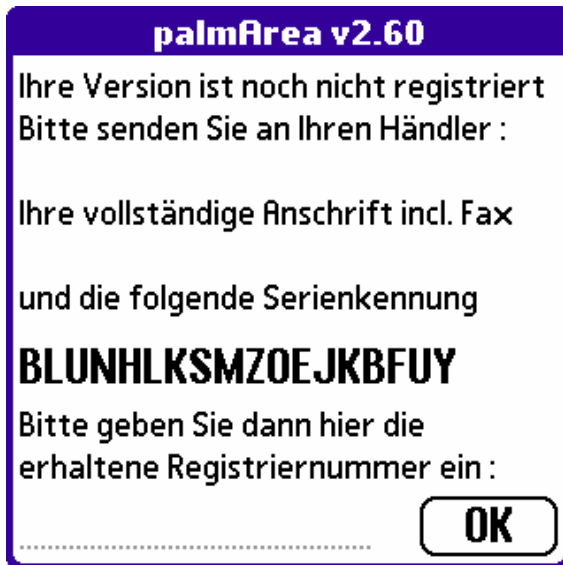 palmArea v2.60
Ihre Version ist noch nicht registriert
Bitte senden Sie an Ihren Händler :
Ihre vollständige Anschrift incl. Fax
und die folgende Serienkennung
BLUNHLKSMZOEJKBFUY
Bitte geben Sie dann hier die
erhaltene Registriernummer ein :
OK